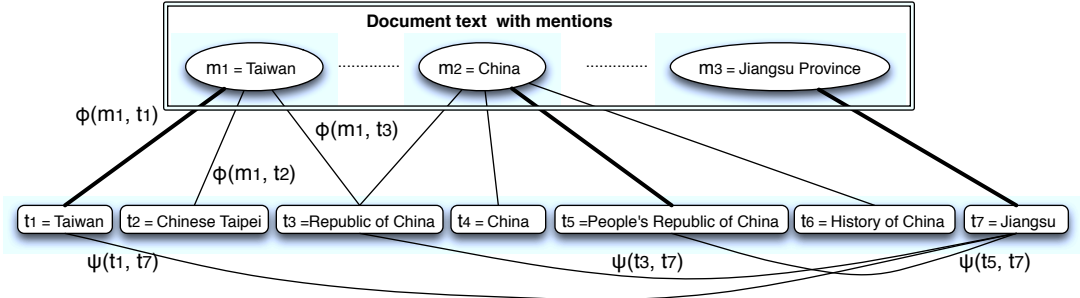 Document text with mentions
m1 = Taiwan
m2 = China
m3 = Jiangsu Province
ϕ(m1, t1)
ϕ(m1, t3)
ϕ(m1, t2)
t1 = Taiwan
t2 = Chinese Taipei
t3 =Republic of China
t4 = China
t5 =People's Republic of China
t6 = History of China
t7 = Jiangsu
ψ(t1, t7)
ψ(t3, t7)
ψ(t5, t7)